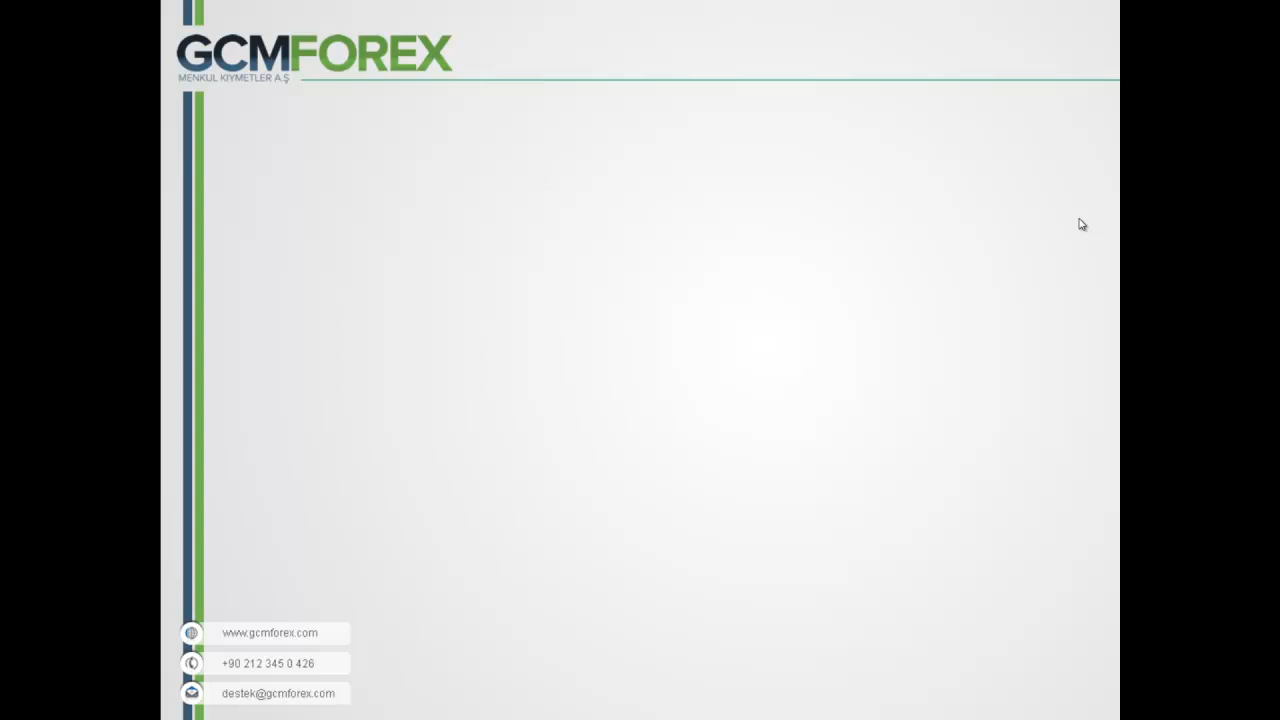 GCMFOREX
MENKUL KIYMETLER A.Ş
www.gcmforex.com
+90 212 345 0 426
destek@gcmforex.com